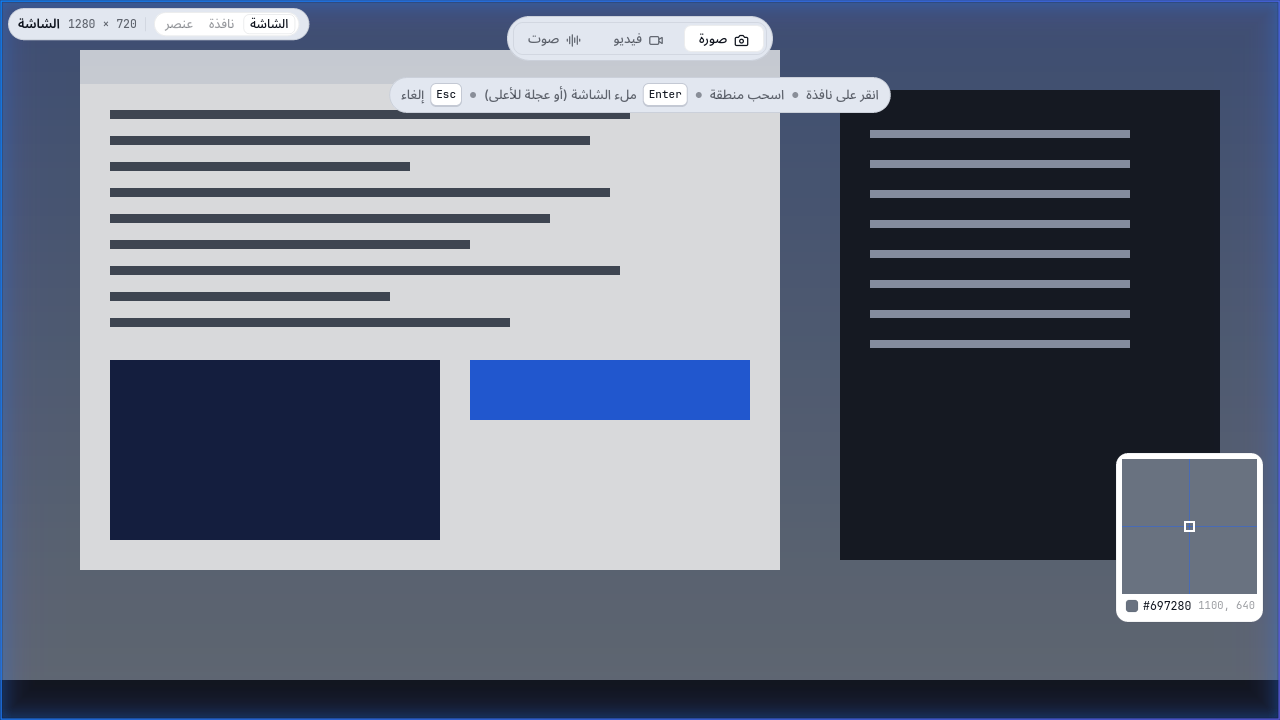 الشاشة 1280 × 720 الشاشة نافذة عنصر
صورة فيديو صوت
انقر على نافذة • اسحب منطقة • Enter ملء الشاشة (أو عجلة للأعلى) • Esc إلغاء
#697280 1100, 640